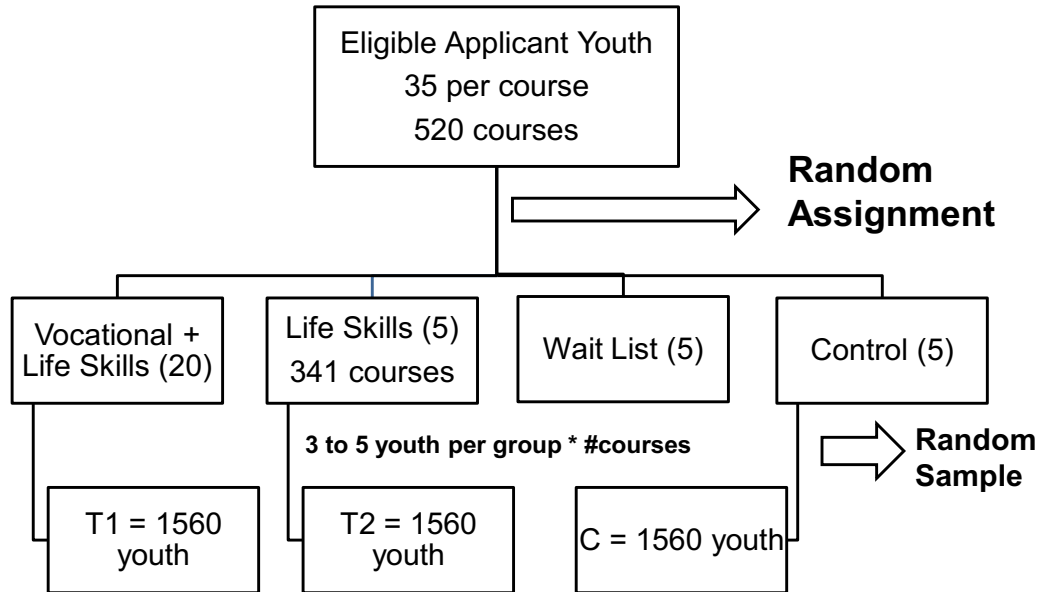 Eligible Applicant Youth
35 per course
520 courses
Random
Assignment
Vocational +
Life Skills (20)
Life Skills (5)
341 courses
Wait List (5)
Control (5)
3 to 5 youth per group * #courses
Random
Sample
T1 = 1560
youth
T2 = 1560
youth
C = 1560 youth